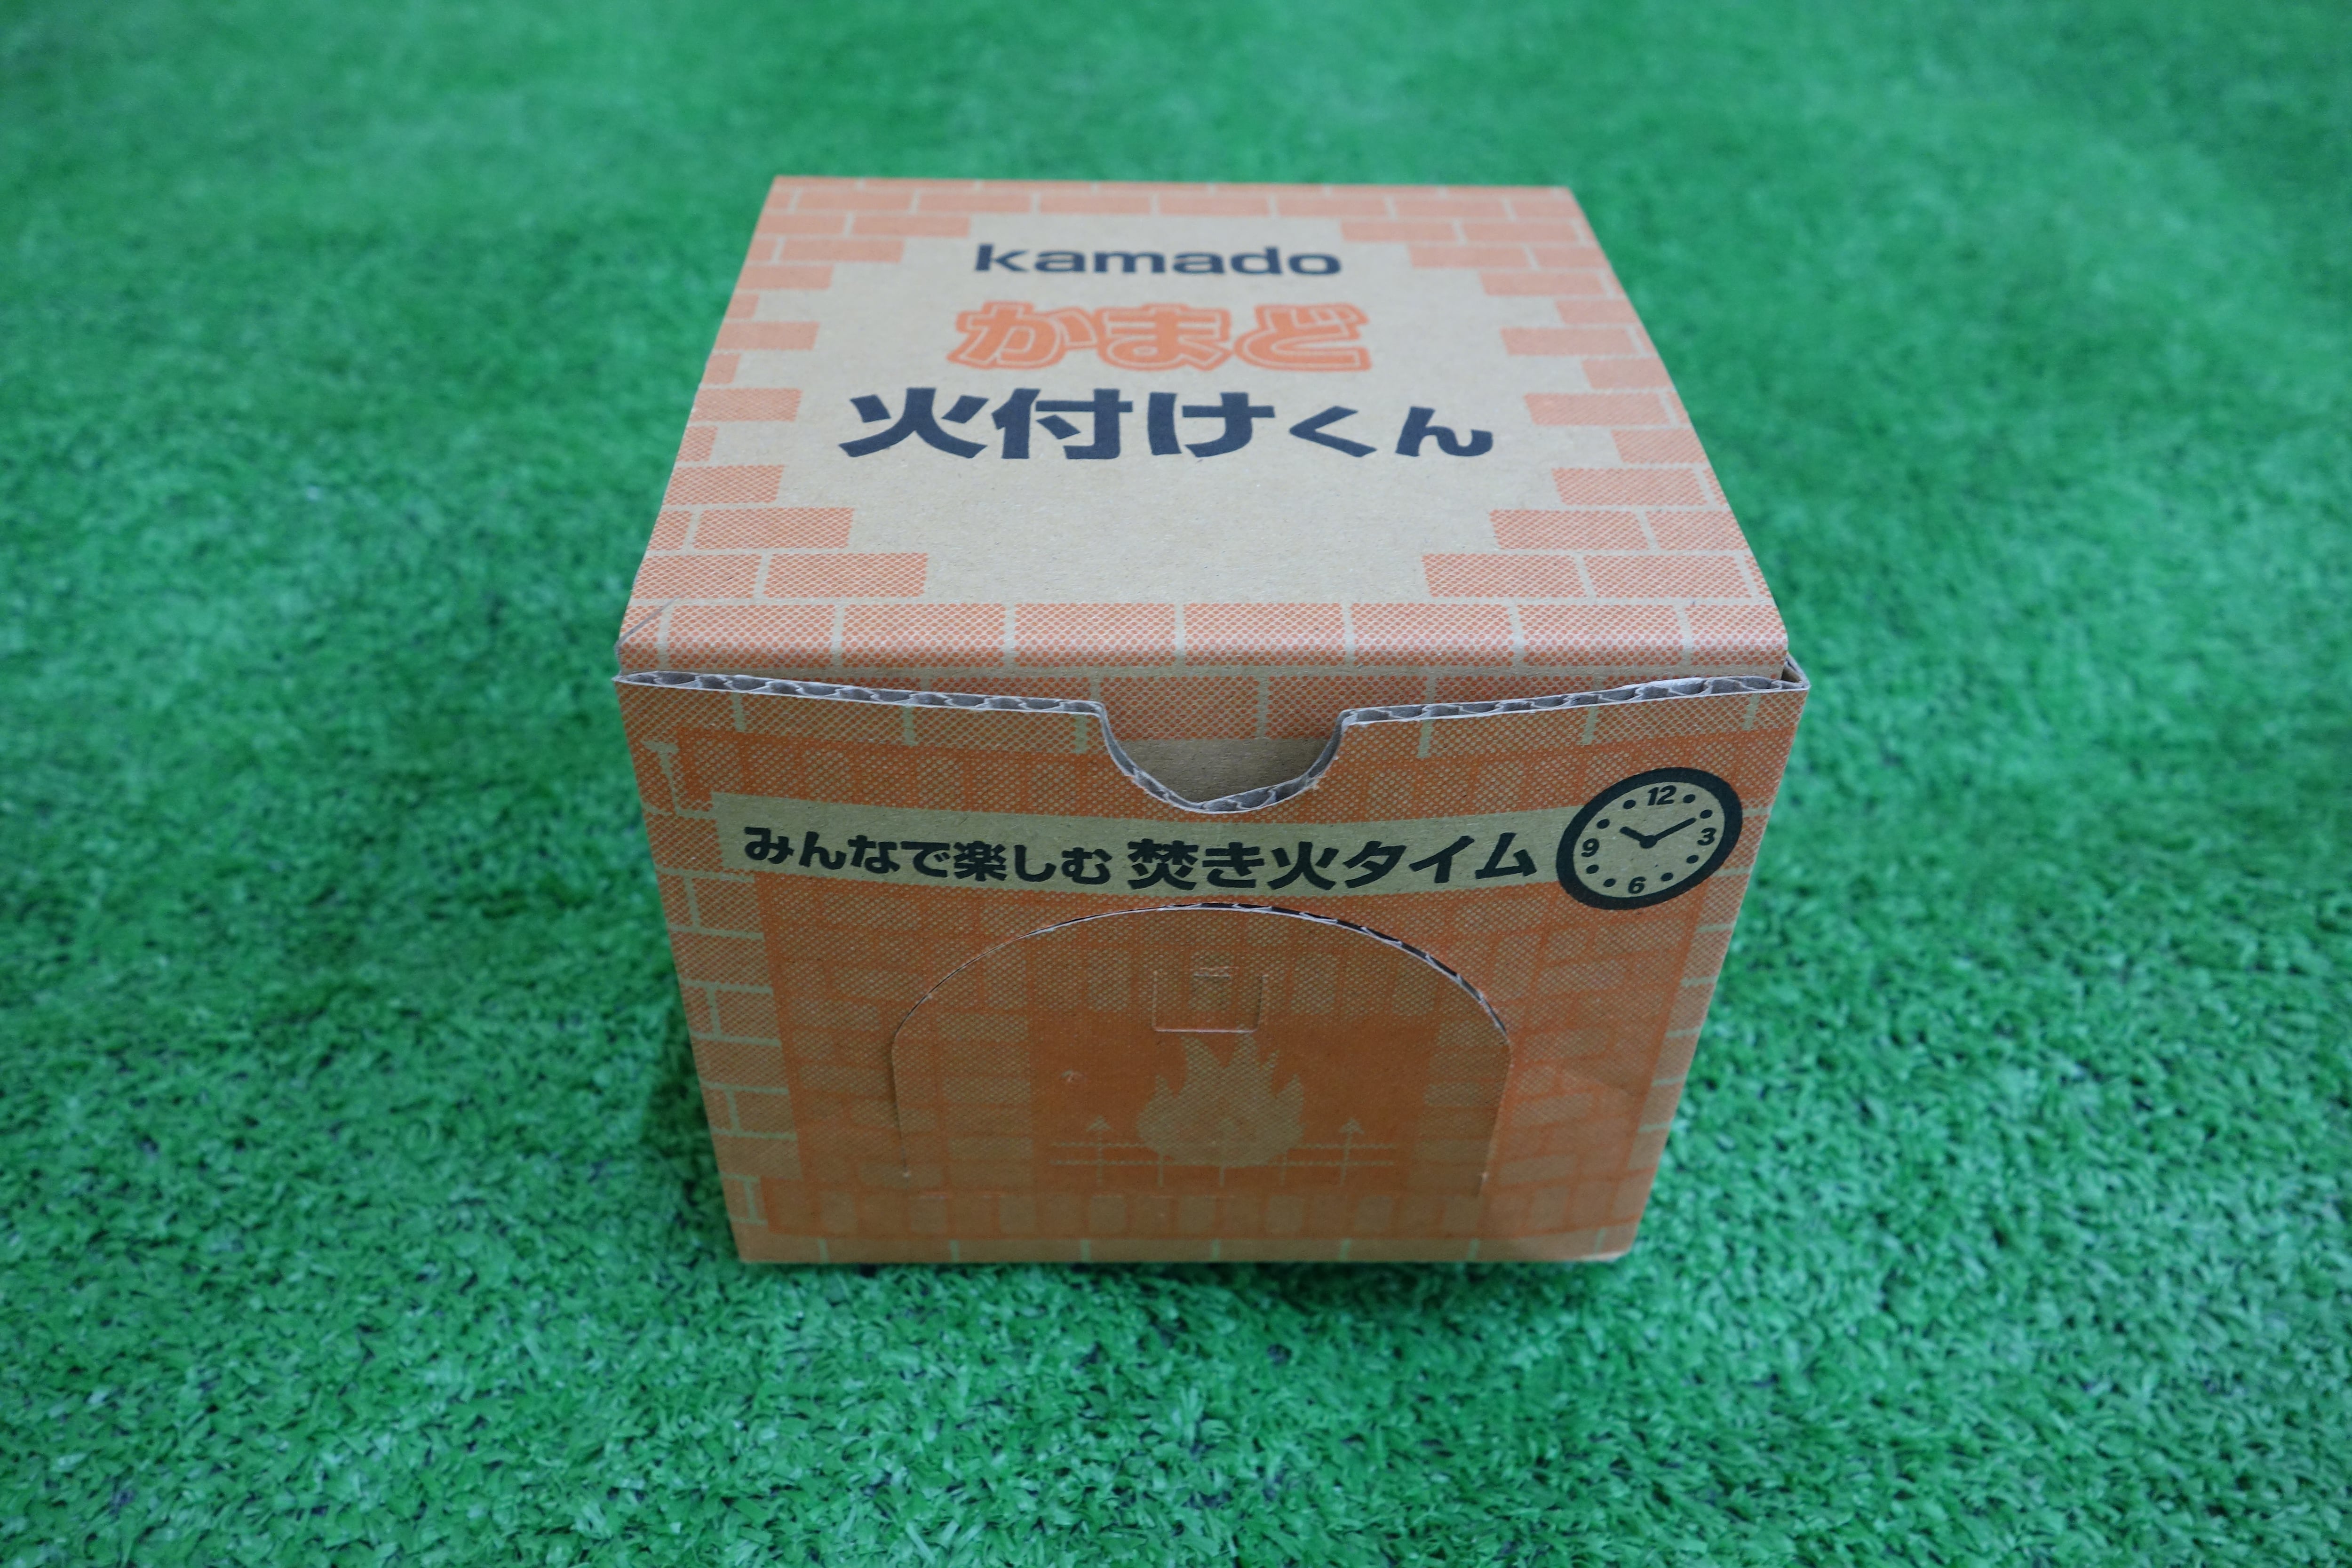 kamado
かまど
火付けくん
みんなで楽しむ 焚き火タイム
12
3
6
9